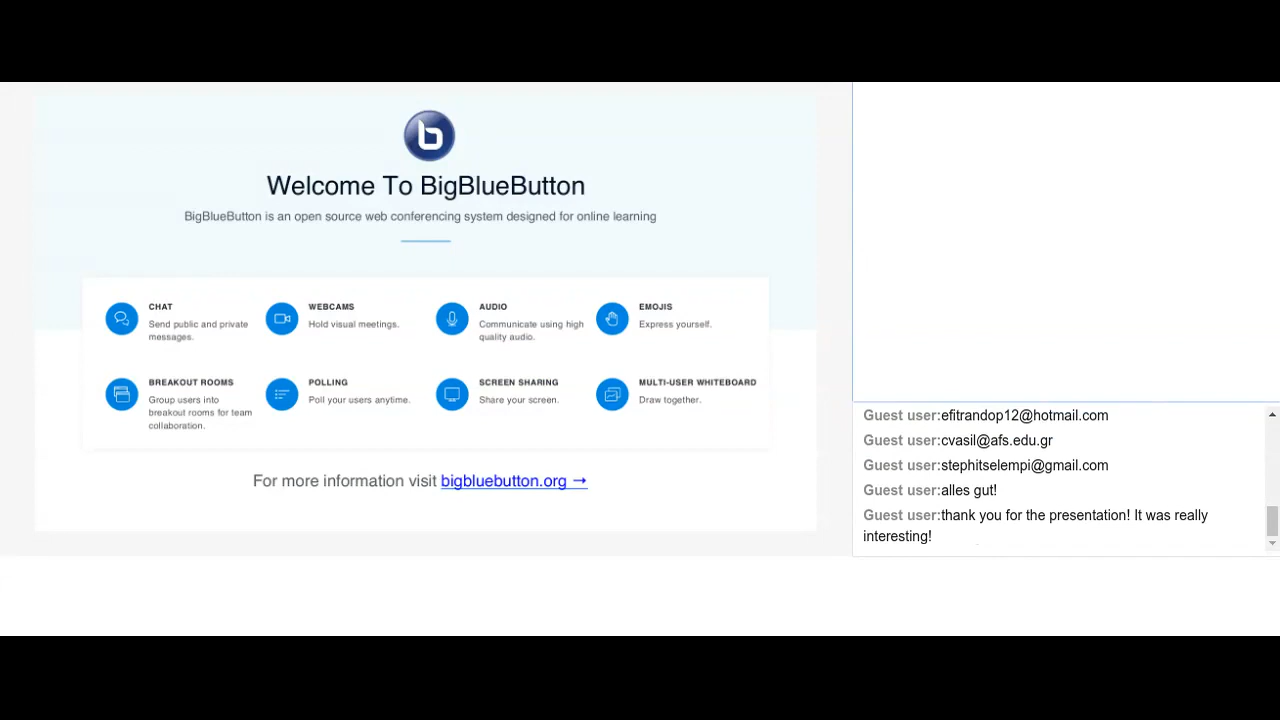 Welcome To BigBlueButton
BigBlueButton is an open source web conferencing system designed for online learning
CHAT
Send public and private
messages.
WEBCAMS
Hold visual meetings.
AUDIO
Communicate using high
quality audio.
EMOJIS
Express yourself.
BREAKOUT ROOMS
Group users into
breakout rooms for team
collaboration.
POLLING
Poll your users anytime.
SCREEN SHARING
Share your screen.
MULTI-USER WHITEBOARD
Draw together.
For more information visit bigbluebutton.org →
Guest user:efitrandop12@hotmail.com
Guest user:cvasil@afs.edu.gr
Guest user:stephitselempi@gmail.com
Guest user:alles gut!
Guest user:thank you for the presentation! It was really
interesting!